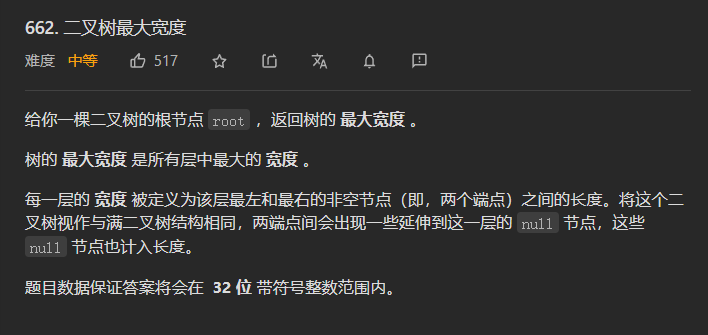 662. 二叉树最大宽度
难度 中等 517
给你一棵二叉树的根节点 root ，返回树的 最大宽度 。
树的 最大宽度 是所有层中最大的 宽度 。
每一层的 宽度 被定义为该层最左和最右的非空节点（即，两个端点）之间的长度。将这个二
叉树视作与满二叉树结构相同，两端点间会出现一些延伸到这一层的 null 节点，这些
null 节点也计入长度。
题目数据保证答案将会在 32 位 带符号整数范围内。